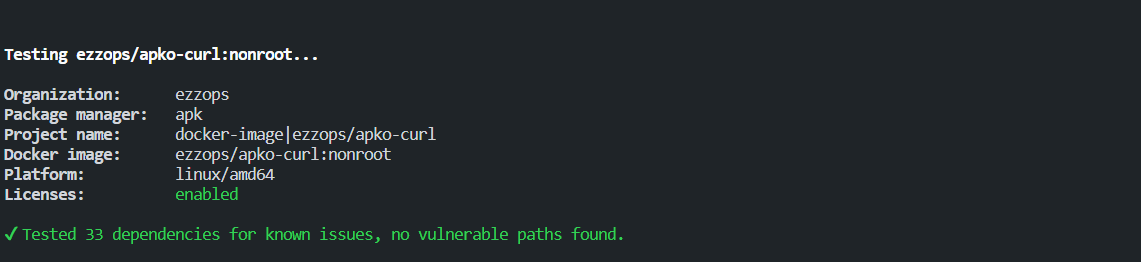 Testing ezzops/apko-curl:nonroot...
Organization: ezzops
Package manager: apk
Project name: docker-image|ezzops/apko-curl
Docker image: ezzops/apko-curl:nonroot
Platform: linux/amd64
Licenses: enabled
✔ Tested 33 dependencies for known issues, no vulnerable paths found.